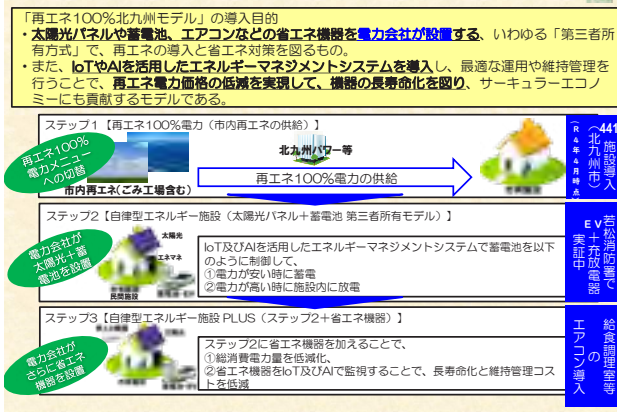 「再エネ100%北九州モデル」の導入目的
・太陽光パネルや蓄電池、エアコンなどの省エネ機器を電力会社が設置する、いわゆる「第三者所
有方式」で、再エネの導入と省エネ対策を図るもの。
・また、IoTやAIを活用したエネルギーマネジメントシステムを導入し、最適な運用や維持管理を
行うことで、再エネ電力価格の低減を実現して、機器の長寿命化を図り、サーキュラーエコノ
ミーにも貢献するモデルである。
ステップ1【再エネ100%電力(市内再エネの供給)】
再エネ100%
電力メニュー
への切替
北九州パワー等
再エネ100%電力の供給
市内再エネ(ごみ工場含む)
441施設導入
(北九州市)
(R4年4月時点)
ステップ2【自律型エネルギー施設(太陽光パネル+蓄電池 第三者所有モデル)】
電力会社が
太陽光+蓄
電池を設置
太陽光
エネマネ
民間施設
IoT及びAIを活用したエネルギーマネジメントシステムで蓄電池を以下
のように制御して、
①電力が安い時に蓄電
②電力が高い時に施設内に放電
若松消防署で
EV+充放電器
実証中
ステップ3【自律型エネルギー施設 PLUS(ステップ2+省エネ機器)】
電力会社が
さらに省エネ
機器を設置
ステップ2に省エネ機器を加えることで、
①総消費電力量を低減化、
②省エネ機器をIoT及びAIで監視することで、長寿命化と維持管理コス
トを低減
給食調理室等
の
エアコン導入